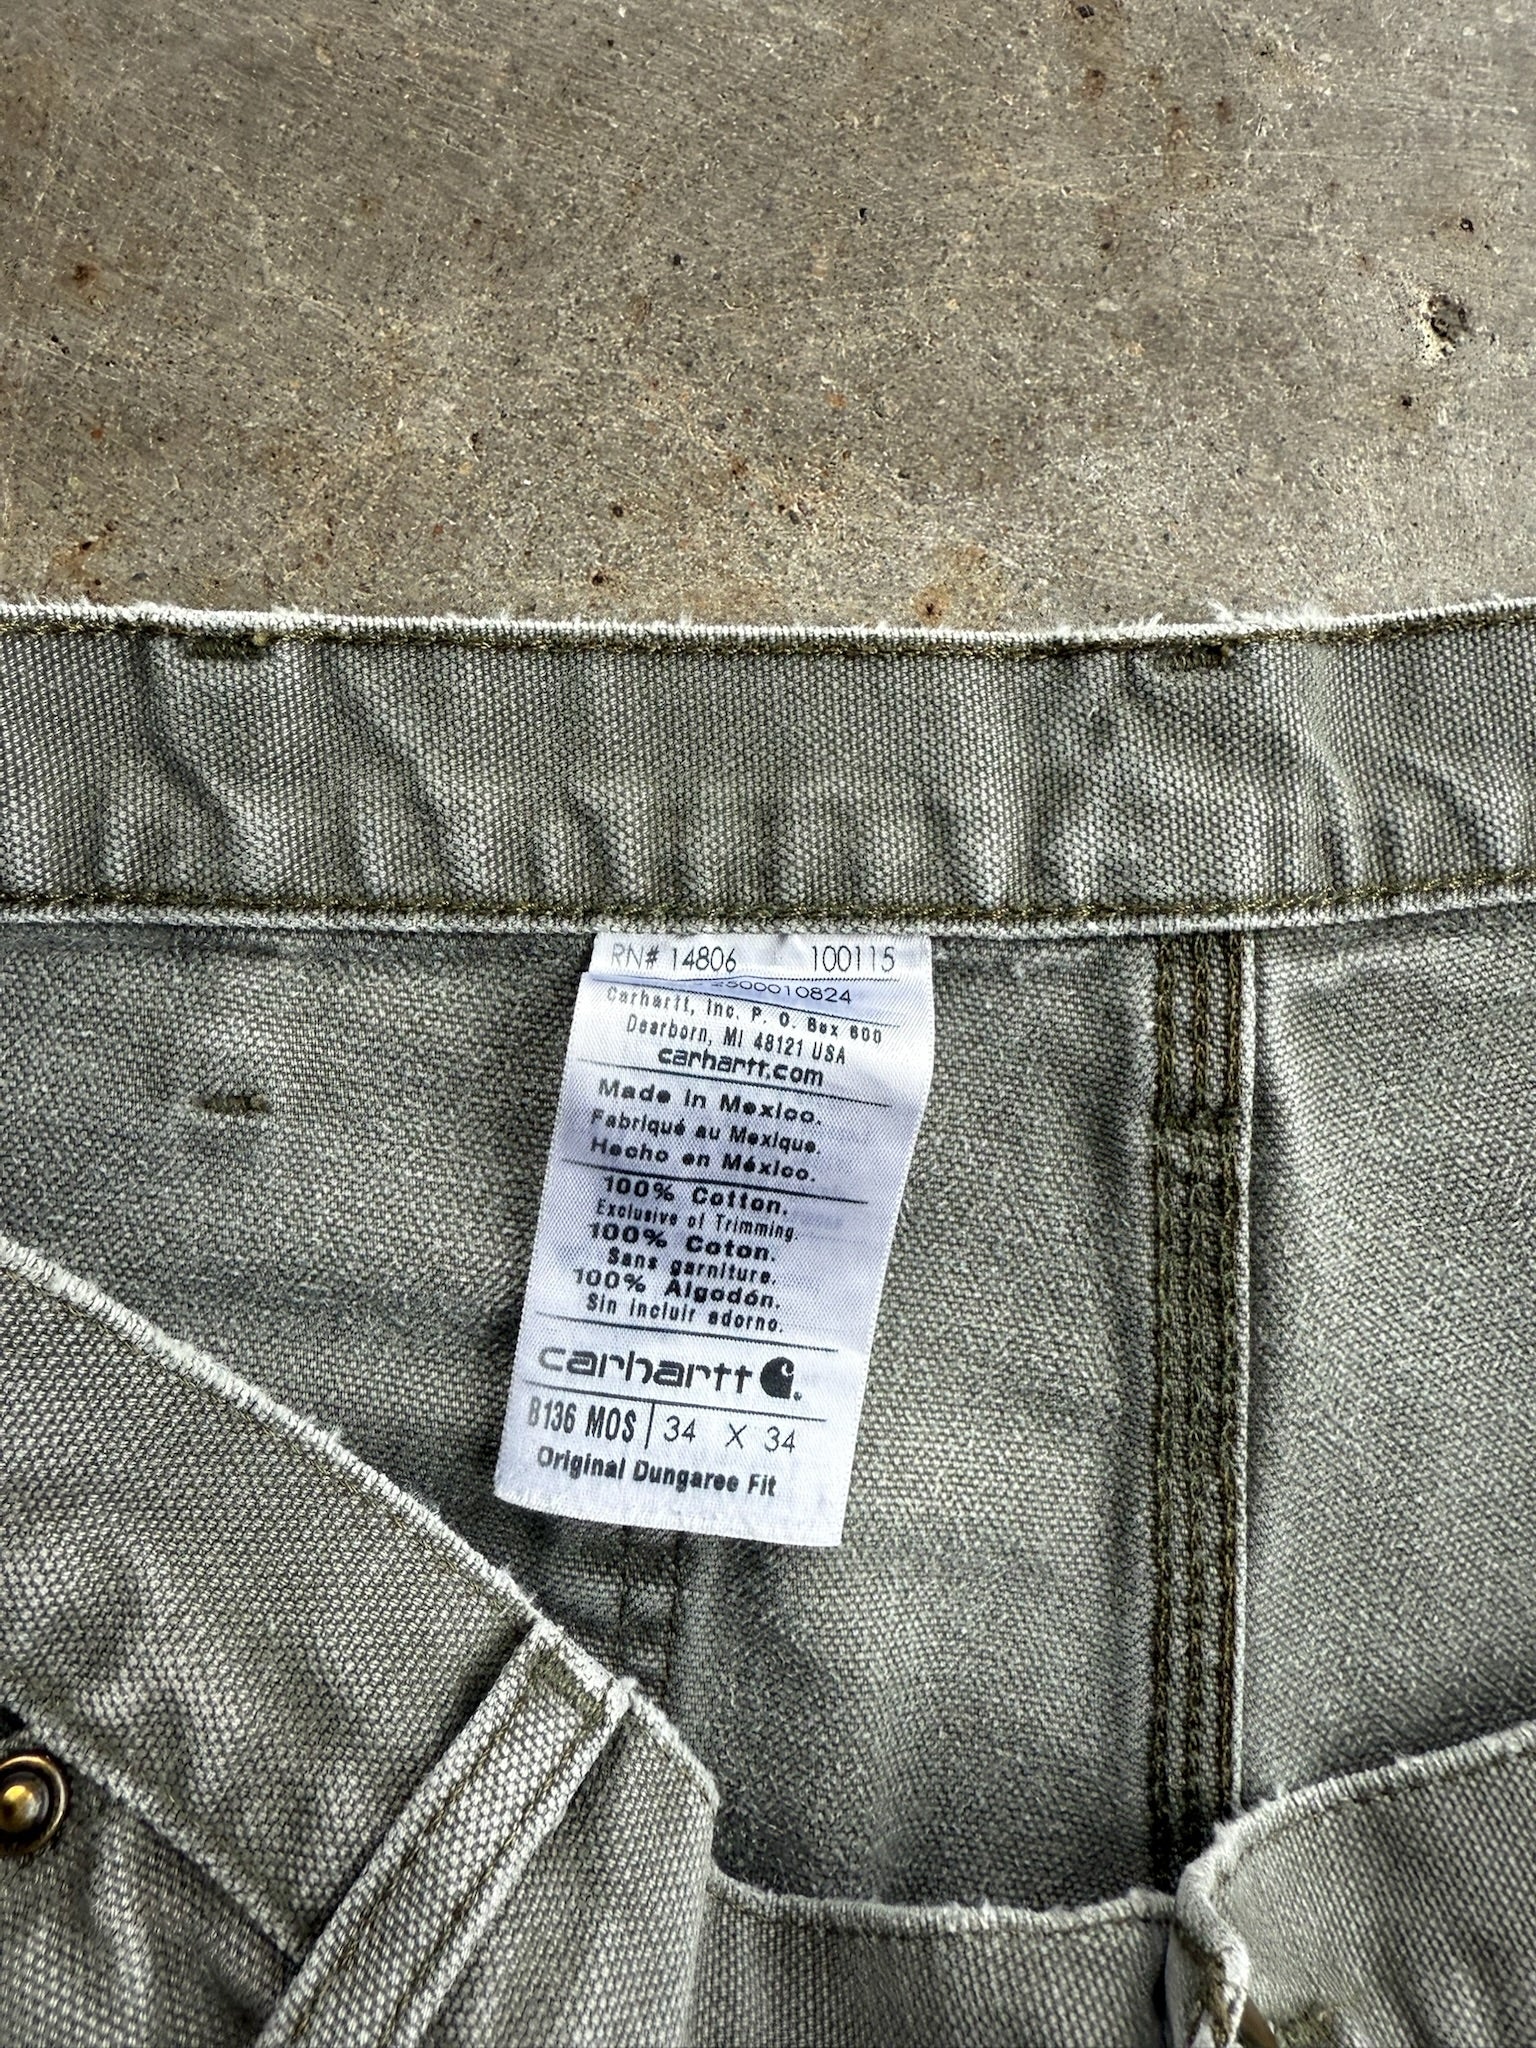 RN# 14806 100115
2500010824
Carhartt, Inc. P. O. Box 600
Dearborn, MI 48121 USA
carhartt.com
Made in Mexico.
Fabriqué au Mexique.
Hecho en México.
100% Cotton.
Exclusive of Trimming.
100% Coton.
Sans garniture.
100% Algodón.
Sin incluir adorno.
carhartt
B136 MOS 34 X 34
Original Dungaree Fit